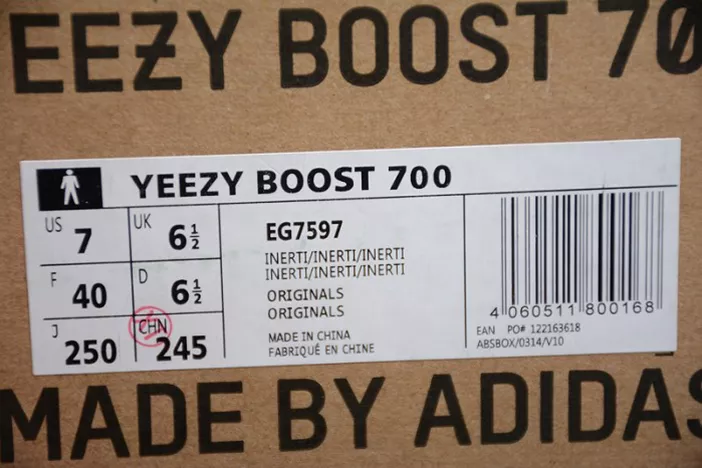 EEZY BOOST 70
YEEZY BOOST 700
US 7 UK 6½
F 40 D 6½
J 250 CHN 245
EG7597
INERTI/INERTI/INERTI
INERTI/INERTI/INERTI
ORIGINALS
ORIGINALS
MADE IN CHINA
FABRIQUÉ EN CHINE
4 060511 800168
EAN PO# 122163618
ABSBOX/0314/V10
MADE BY ADIDAS